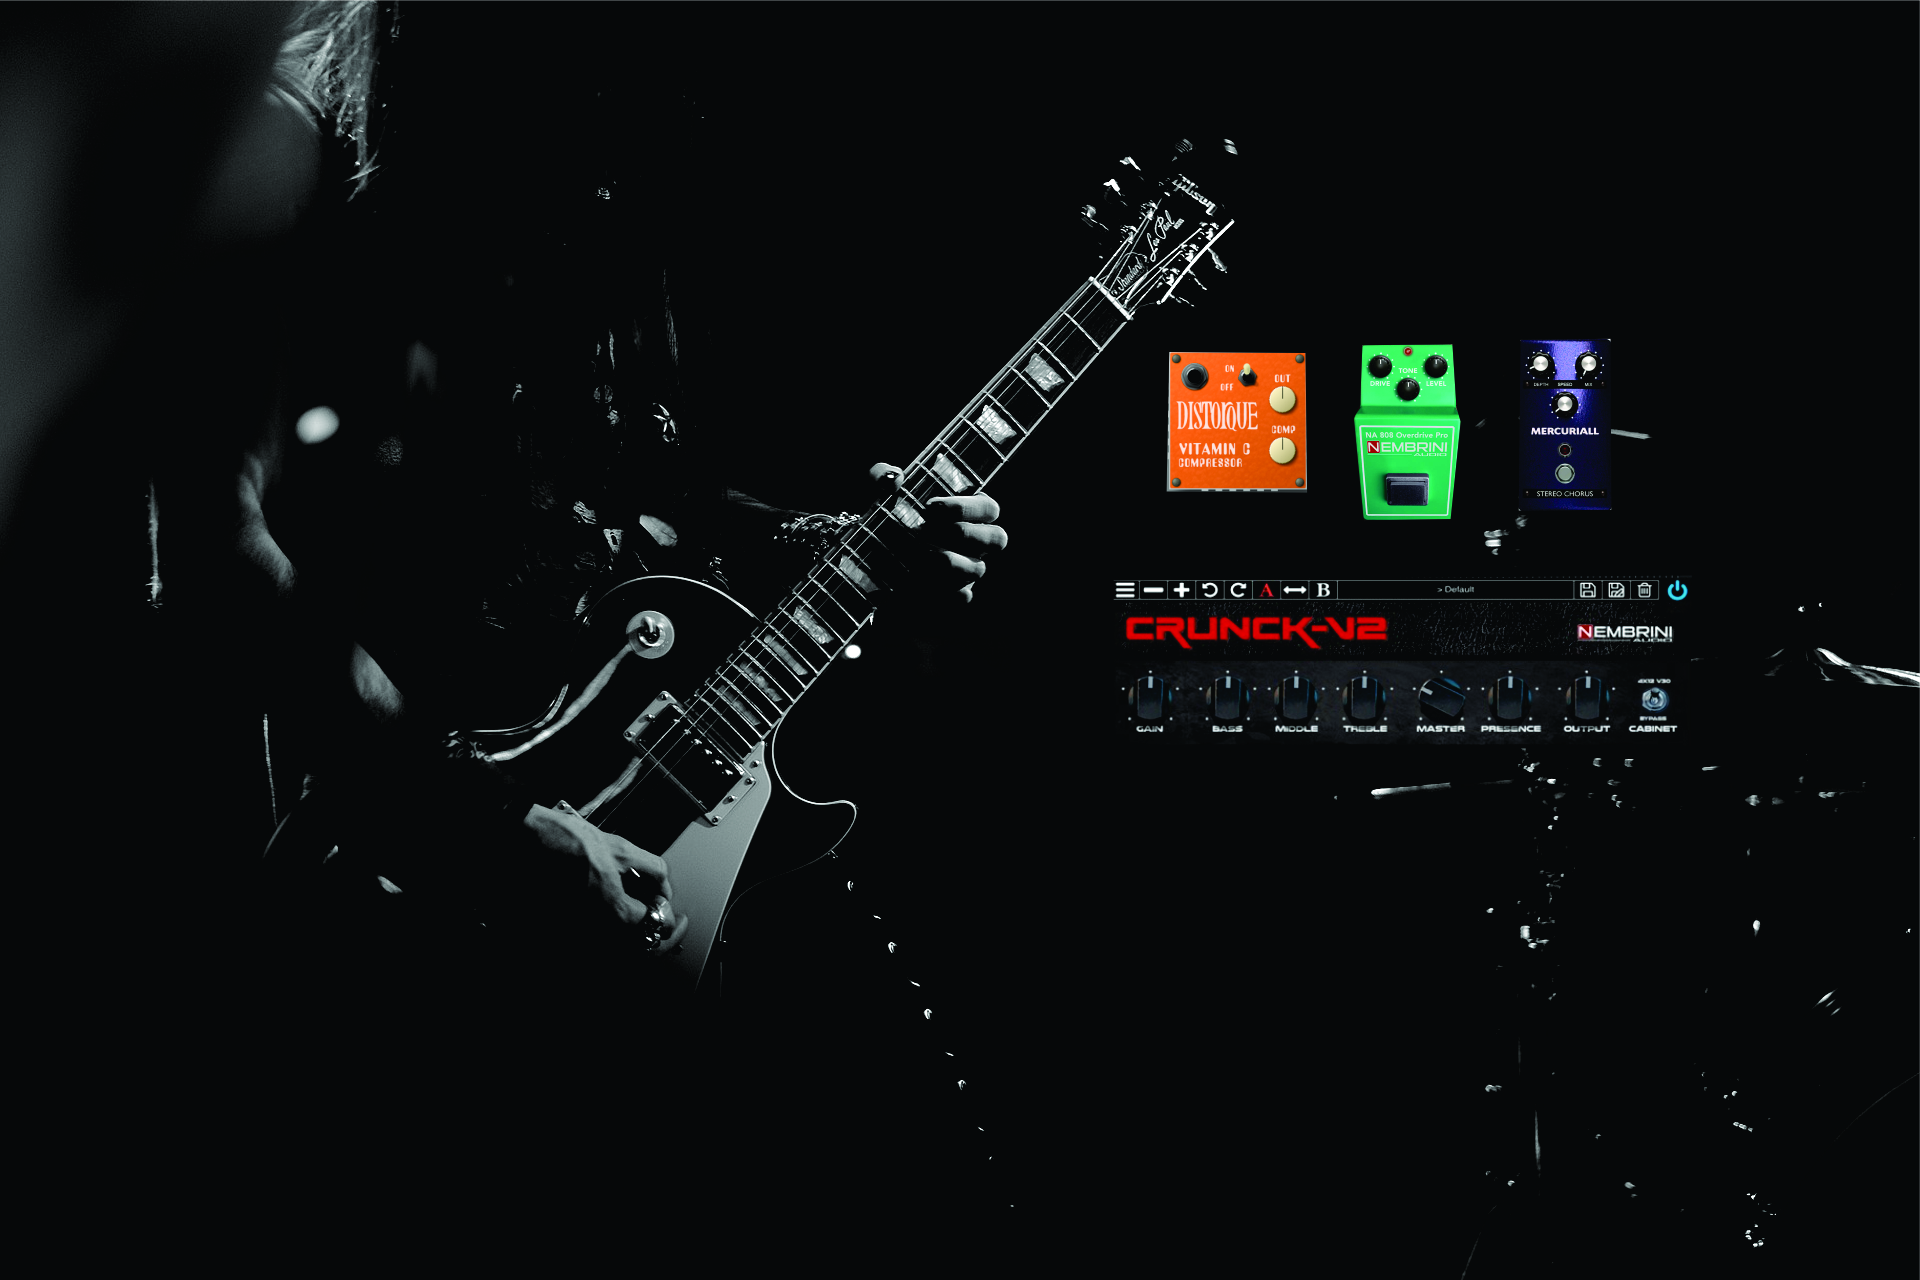 Gibson
Les Paul
Standard
ON
OFF
OUT
DISTORQUE
COMP
VITAMIN C
COMPRESSOR
TONE
DRIVE
LEVEL
NA 808 Overdrive Pro
NEMBRINI
AUDIO
DEPTH
SPEED
MIX
MERCURIALL
STEREO CHORUS
A
B
> Default
CRUNCK-V2
NEMBRINI
AUDIO
4X12 V30
BYPASS
GAIN
BASS
MIDDLE
TREBLE
MASTER
PRESENCE
OUTPUT
CABINET